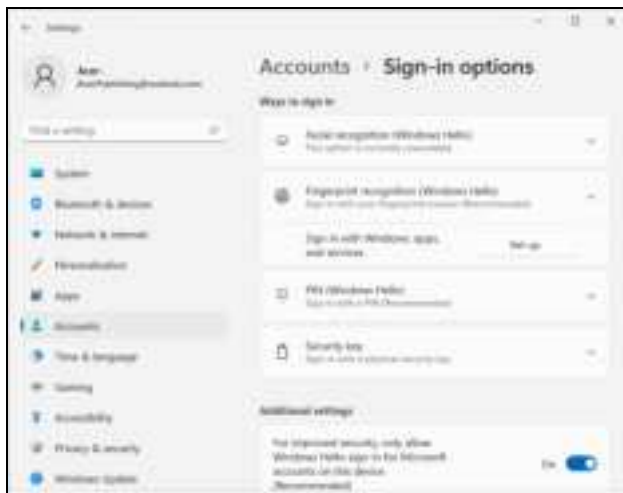 Settings
Acer
Accounts › Sign-in options
Ways to sign in
Find a setting
Facial recognition (Windows Hello)
This option is currently unavailable
System
Bluetooth & devices
Fingerprint recognition (Windows Hello)
Sign in with your fingerprint scanner (Recommended)
Network & internet
Sign in with Windows, apps,
and services
Set up
Personalization
Apps
PIN (Windows Hello)
Sign in with a PIN (Recommended)
Accounts
Time & language
Security key
Sign in with a physical security key
Gaming
Accessibility
Additional settings
Privacy & security
For improved security, only allow
Windows Hello sign-in for Microsoft
accounts on this device
(Recommended)
On
Windows Update